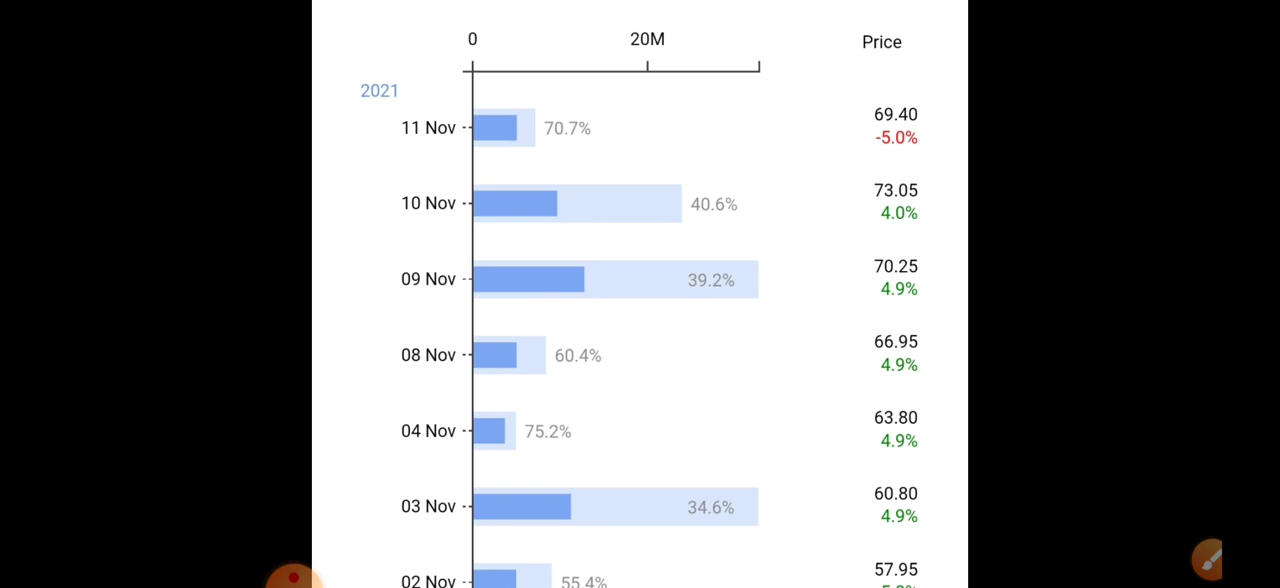 0 20M Price
2021
11 Nov 70.7% 69.40
-5.0%
10 Nov 40.6% 73.05
4.0%
09 Nov 39.2% 70.25
4.9%
08 Nov 60.4% 66.95
4.9%
04 Nov 75.2% 63.80
4.9%
03 Nov 34.6% 60.80
4.9%
02 Nov 55.4% 57.95